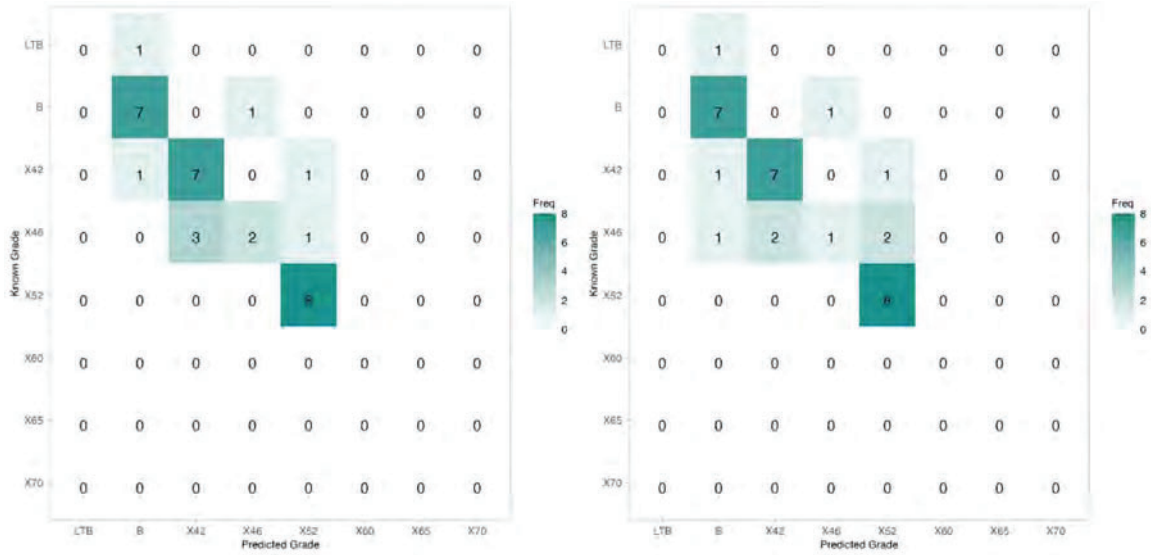 LTB 0 1 0 0 0 0 0 0
B 0 7 0 1 0 0 0 0
X42 0 1 7 0 1 0 0 0
X46 0 0 3 2 1 0 0 0
X52 0 0 0 0 8 0 0 0
X60 0 0 0 0 0 0 0 0
X65 0 0 0 0 0 0 0 0
X70 0 0 0 0 0 0 0 0
LTB B X42 X46 X52 X60 X65 X70
Predicted Grade
Known Grade
Freq
8
6
4
2
0
LTB 0 1 0 0 0 0 0 0
B 0 7 0 1 0 0 0 0
X42 0 1 7 0 1 0 0 0
X46 0 1 2 1 2 0 0 0
X52 0 0 0 0 8 0 0 0
X60 0 0 0 0 0 0 0 0
X65 0 0 0 0 0 0 0 0
X70 0 0 0 0 0 0 0 0
LTB B X42 X46 X52 X60 X65 X70
Predicted Grade
Known Grade
Freq
8
6
4
2
0